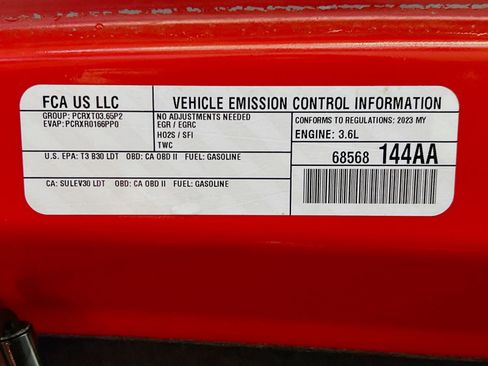 FCA US LLC
VEHICLE EMISSION CONTROL INFORMATION
GROUP: PCRXT03.65P2
EVAP: PCRXR0166PP0
NO ADJUSTMENTS NEEDED
EGR / EGRC
HO2S / SFI
TWC
CONFORMS TO REGULATIONS: 2023 MY
ENGINE: 3.6L
68568 144AA
U.S. EPA: T3 B30 LDT OBD: CA OBD II FUEL: GASOLINE
CA: SULEV30 LDT OBD: CA OBD II FUEL: GASOLINE